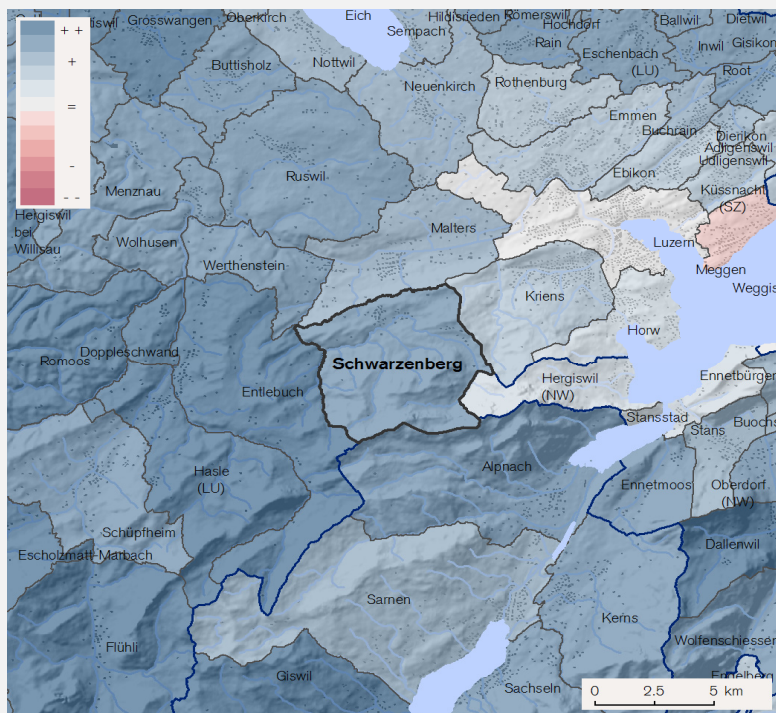 Grosswangen
Oberkirch
Eich
Sempach
Hildisrieden
Römerswil
Hochdorf
Rain
Ballwil
Dietwil
Inwil
Gisikon
Eschenbach
(LU)
Root
Nottwil
Buttisholz
Neuenkirch
Rothenburg
Emmen
Buchrain
Dierikon
Adligenswil
Udligenswil
Ebikon
Küssnacht
(SZ)
Ruswil
Menznau
Hergiswil
bei
Willisau
Wolhusen
Werthenstein
Malters
Luzern
Meggen
Weggis
Kriens
Horw
Schwarzenberg
Romoos
Doppleschwand
Entlebuch
Hergiswil
(NW)
Ennetbürgen
Stansstad
Stans
Buochs
Hasle
(LU)
Alpnach
Ennetmoos
Oberdorf
(NW)
Schüpfheim
Escholzmatt-Marbach
Dallenwil
Sarnen
Kerns
Flühli
Giswil
Wolfenschiessen
Engelberg
Sachseln
+ +
+
=
-
- -
0 2.5 5 km